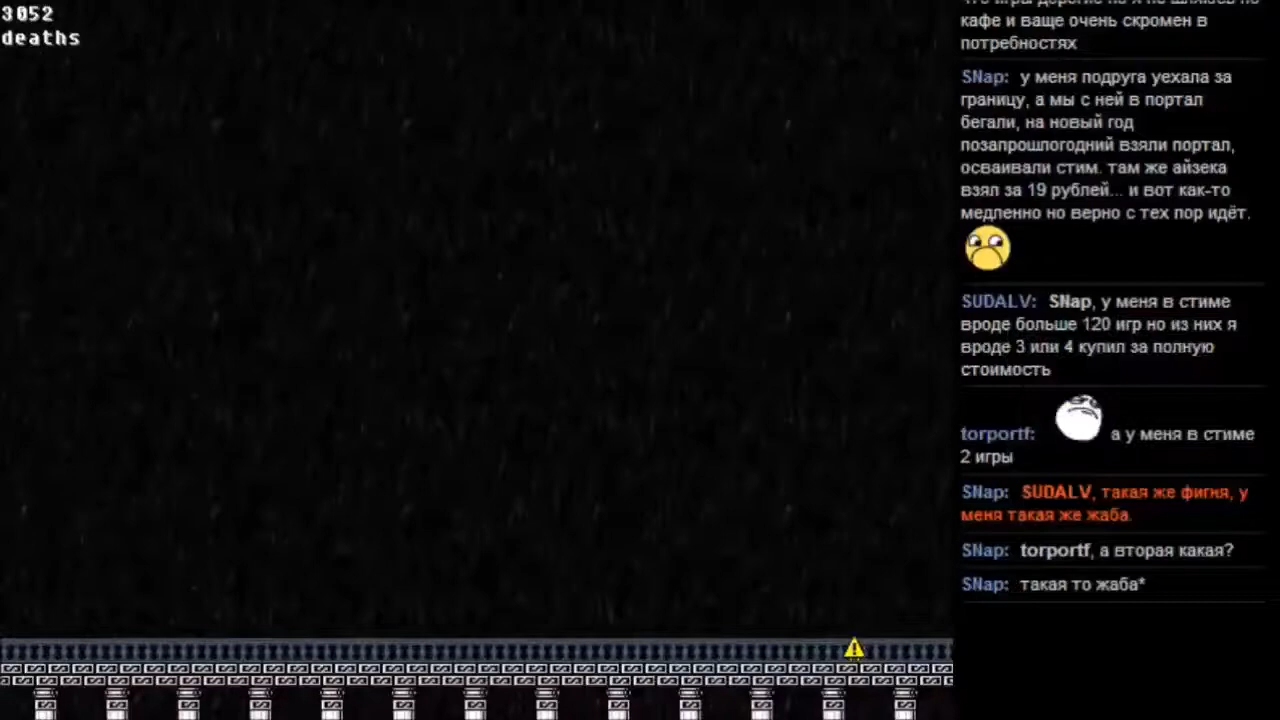 3052
deaths
кафе и ваще очень скромен в
потребностях
SNap: у меня подруга уехала за
границу, а мы с ней в портал
бегали, на новый год
позапрошлогодний взяли портал,
осваивали стим. там же айзека
взял за 19 рублей... и вот как-то
медленно но верно с тех пор идёт.
SUDALV: SNap, у меня в стиме
вроде больше 120 игр но из них я
вроде 3 или 4 купил за полную
стоимость
torportf: а у меня в стиме
2 игры
SNap: SUDALV, такая же фигня, у
меня такая же жаба.
SNap: torportf, а вторая какая?
SNap: такая то жаба*